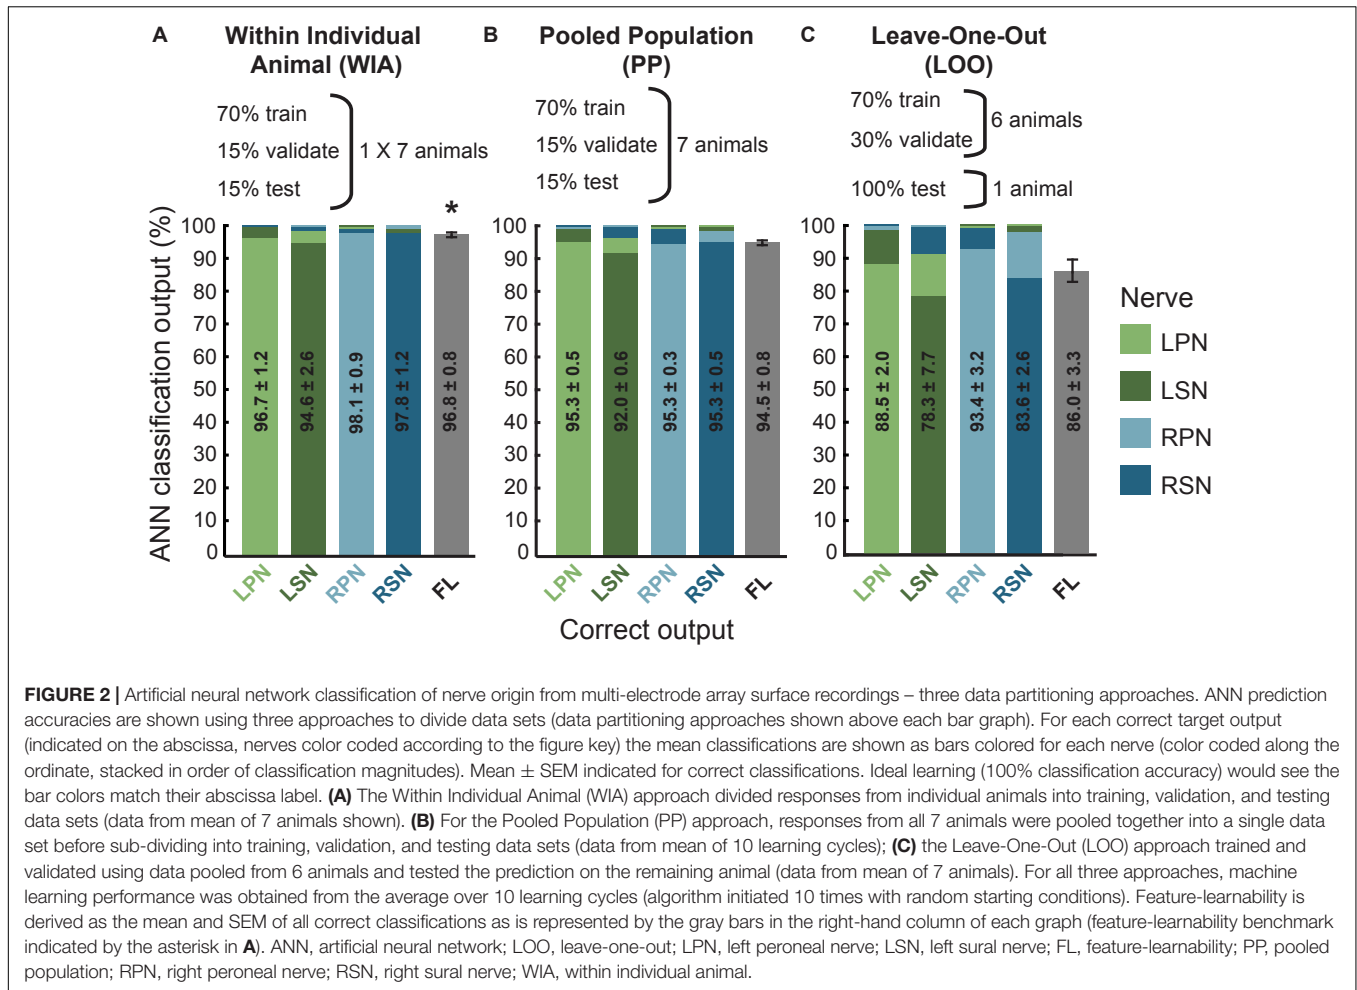 A
Within Individual
Animal (WIA)
70% train
15% validate
15% test
1 X 7 animals
*
ANN classification output (%)
100
90
80
70
60
50
40
30
20
10
0
96.7 ± 1.2
94.6 ± 2.6
98.1 ± 0.9
97.8 ± 1.2
96.8 ± 0.8
LPN
LSN
RPN
RSN
FL
B
Pooled Population
(PP)
70% train
15% validate
15% test
7 animals
100
90
80
70
60
50
40
30
20
10
0
95.3 ± 0.5
92.0 ± 0.6
95.3 ± 0.3
95.3 ± 0.5
94.5 ± 0.8
LPN
LSN
RPN
RSN
FL
Correct output
C
Leave-One-Out
(LOO)
70% train
30% validate
6 animals
100% test
1 animal
100
90
80
70
60
50
40
30
20
10
0
88.5 ± 2.0
78.3 ± 7.7
93.4 ± 3.2
83.6 ± 2.6
86.0 ± 3.3
LPN
LSN
RPN
RSN
FL
Nerve
LPN
LSN
RPN
RSN
FIGURE 2 | Artificial neural network classification of nerve origin from multi-electrode array surface recordings – three data partitioning approaches. ANN prediction
accuracies are shown using three approaches to divide data sets (data partitioning approaches shown above each bar graph). For each correct target output
(indicated on the abscissa, nerves color coded according to the figure key) the mean classifications are shown as bars colored for each nerve (color coded along the
ordinate, stacked in order of classification magnitudes). Mean ± SEM indicated for correct classifications. Ideal learning (100% classification accuracy) would see the
bar colors match their abscissa label. (A) The Within Individual Animal (WIA) approach divided responses from individual animals into training, validation, and testing
data sets (data from mean of 7 animals shown). (B) For the Pooled Population (PP) approach, responses from all 7 animals were pooled together into a single data
set before sub-dividing into training, validation, and testing data sets (data from mean of 10 learning cycles); (C) the Leave-One-Out (LOO) approach trained and
validated using data pooled from 6 animals and tested the prediction on the remaining animal (data from mean of 7 animals). For all three approaches, machine
learning performance was obtained from the average over 10 learning cycles (algorithm initiated 10 times with random starting conditions). Feature-learnability is
derived as the mean and SEM of all correct classifications as is represented by the gray bars in the right-hand column of each graph (feature-learnability benchmark
indicated by the asterisk in A). ANN, artificial neural network; LOO, leave-one-out; LPN, left peroneal nerve; LSN, left sural nerve; FL, feature-learnability; PP, pooled
population; RPN, right peroneal nerve; RSN, right sural nerve; WIA, within individual animal.